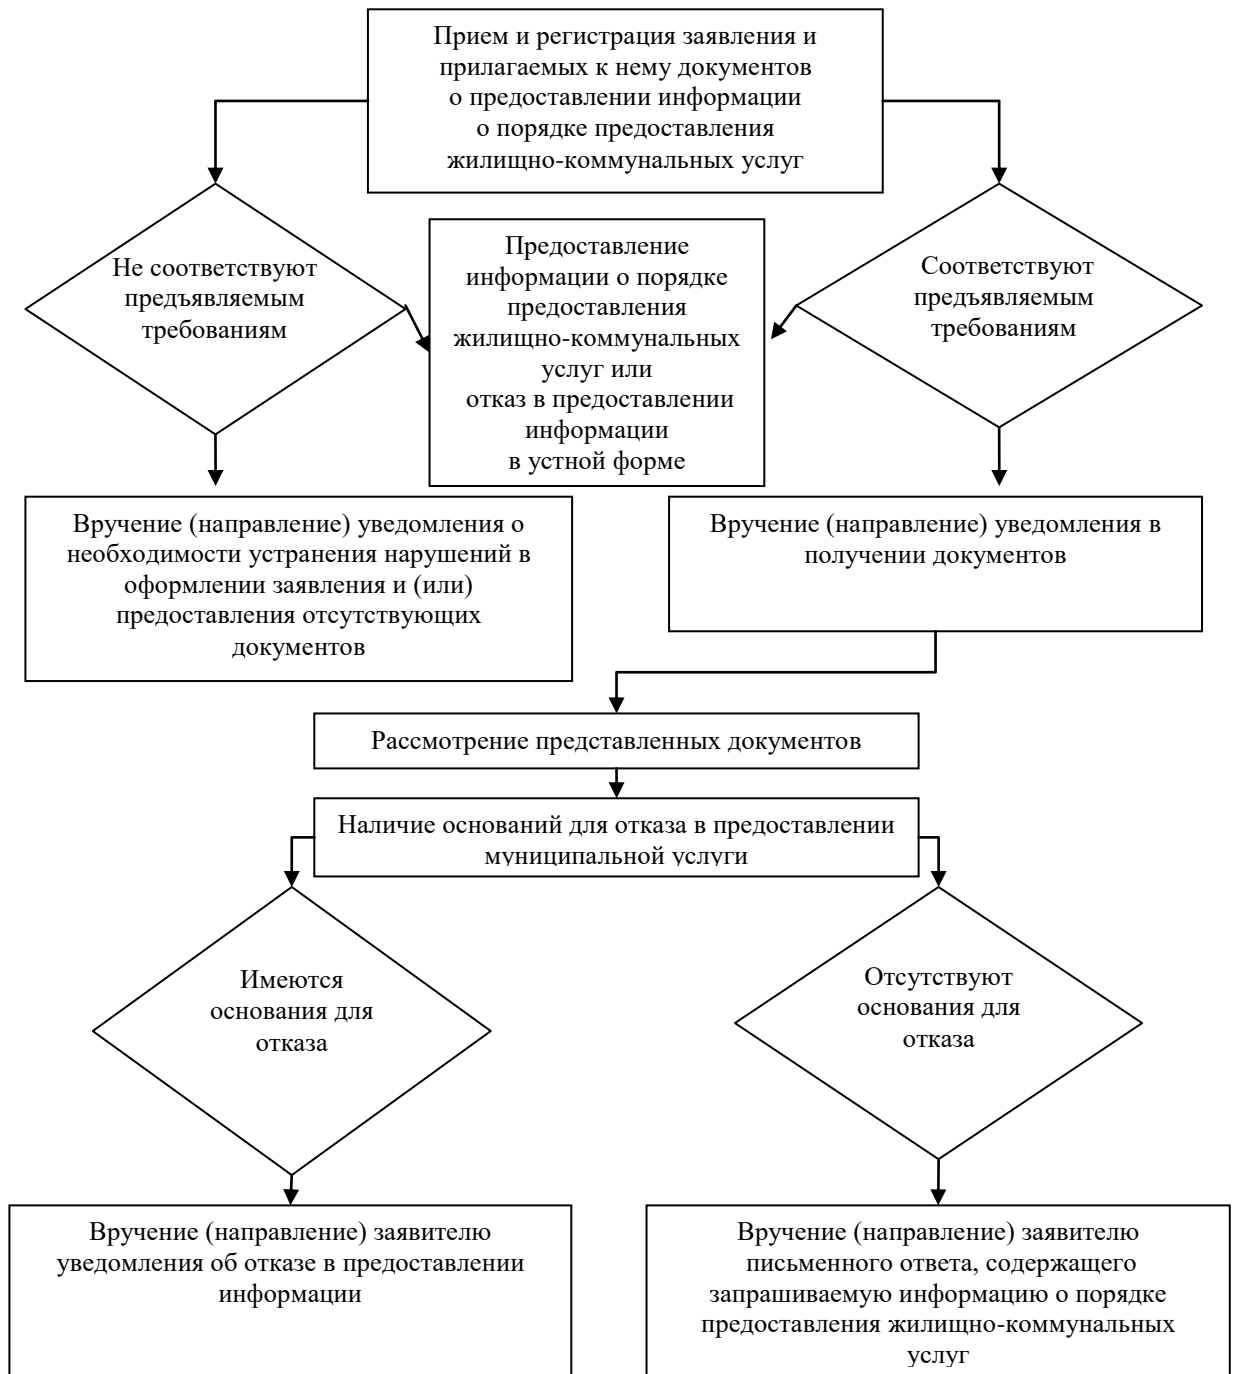 Прием и регистрация заявления и
прилагаемых к нему документов
о предоставлении информации
о порядке предоставления
жилищно-коммунальных услуг
Не соответствуют
предъявляемым
требованиям
Предоставление
информации о порядке
предоставления
жилищно-коммунальных
услуг или
отказ в предоставлении
информации
в устной форме
Соответствуют
предъявляемым
требованиям
Вручение (направление) уведомления о
необходимости устранения нарушений в
оформлении заявления и (или)
предоставления отсутствующих
документов
Вручение (направление) уведомления в
получении документов
Рассмотрение представленных документов
Наличие оснований для отказа в предоставлении
муниципальной услуги
Имеются
основания для
отказа
Отсутствуют
основания для
отказа
Вручение (направление) заявителю
уведомления об отказе в предоставлении
информации
Вручение (направление) заявителю
письменного ответа, содержащего
запрашиваемую информацию о порядке
предоставления жилищно-коммунальных
услуг